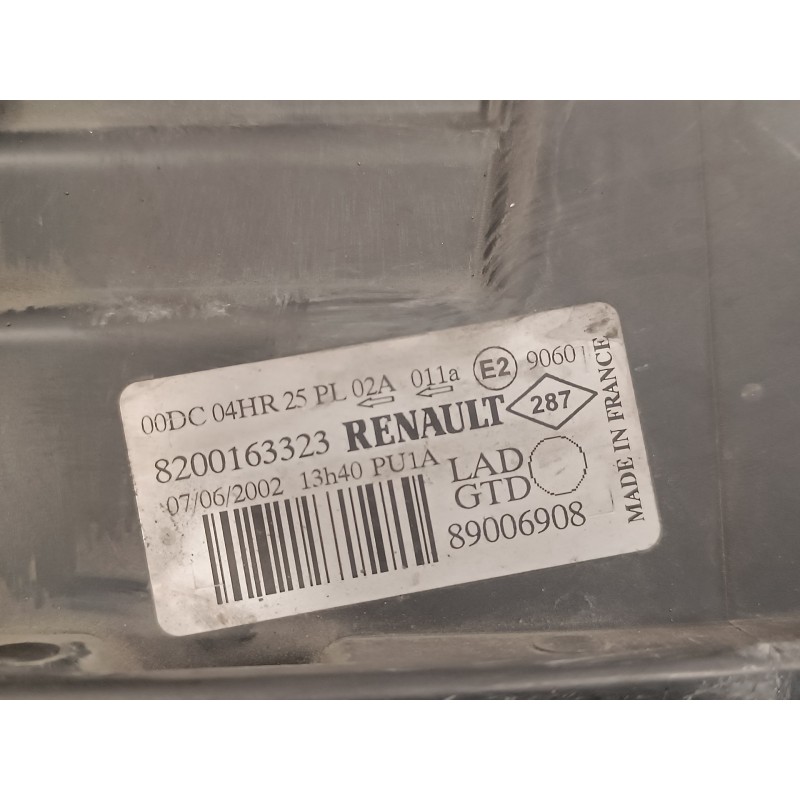 00DC 04HR 25 PL 02A 011a E2 9060
8200163323 RENAULT 287
07/06/2002 13h40 PU1A LAD
GTD
89006908
MADE IN FRANCE